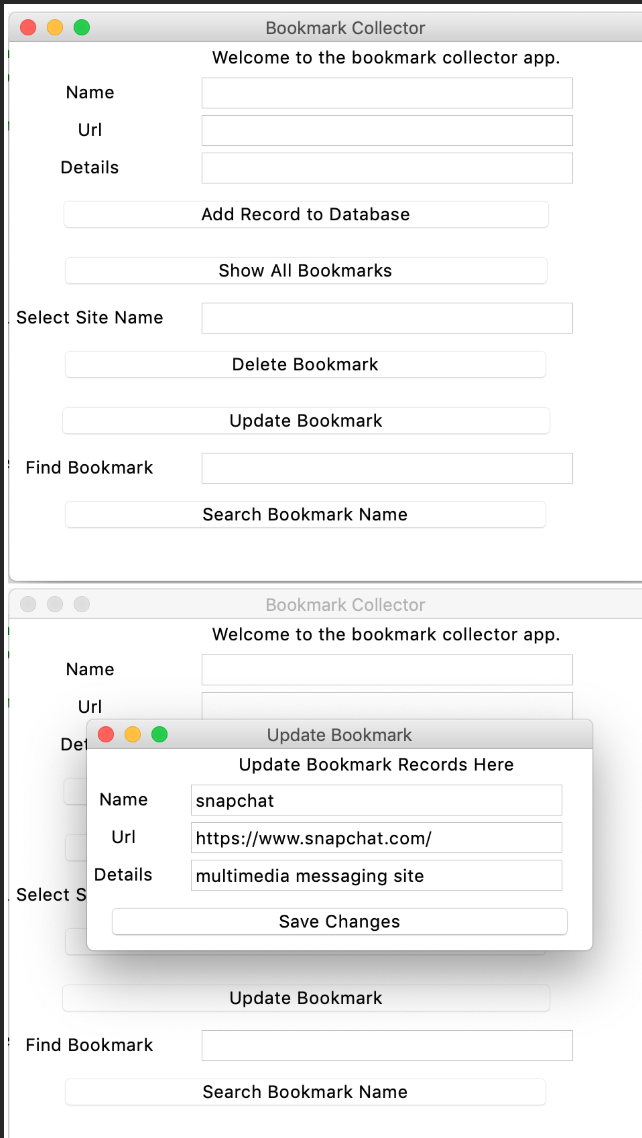 Bookmark Collector
Welcome to the bookmark collector app.
Name
Url
Details
Add Record to Database
Show All Bookmarks
Select Site Name
Delete Bookmark
Update Bookmark
Find Bookmark
Search Bookmark Name
Bookmark Collector
Welcome to the bookmark collector app.
Name
Url
Det
Update Bookmark
Update Bookmark Records Here
Name snapchat
Url https://www.snapchat.com/
Details multimedia messaging site
Save Changes
Select S
Update Bookmark
Find Bookmark
Search Bookmark Name